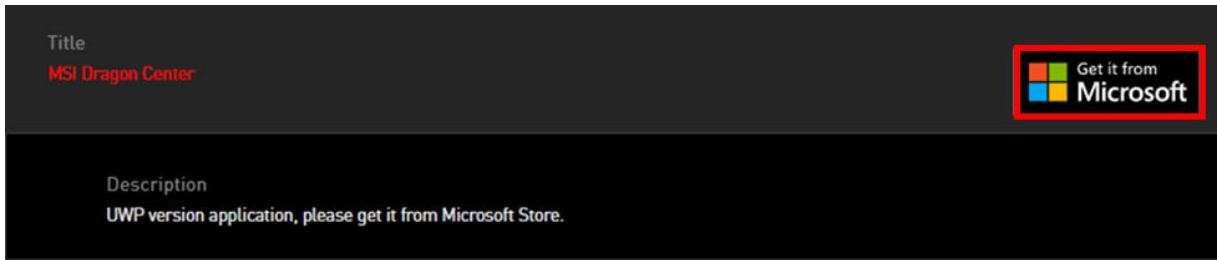 Title
MSI Dragon Center
Get it from
Microsoft
Description
UWP version application, please get it from Microsoft Store.